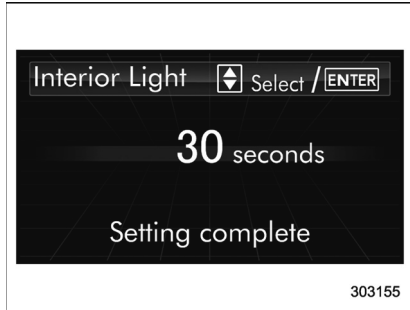 Interior Light Select / ENTER
30 seconds
Setting complete
303155